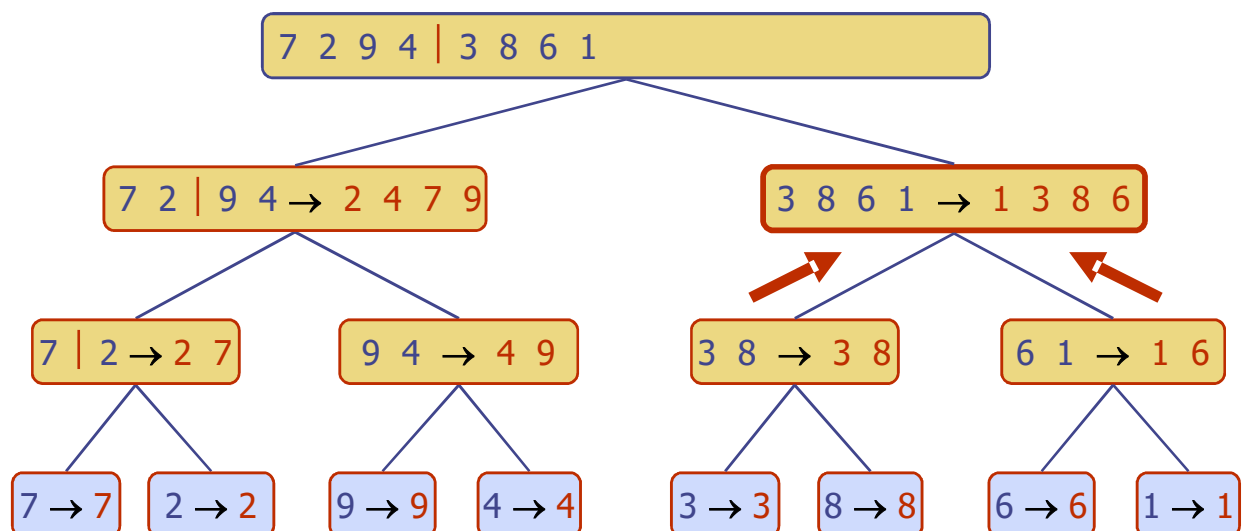 7 2 9 4 | 3 8 6 1
7 2 | 9 4 → 2 4 7 9
3 8 6 1 → 1 3 8 6
7 | 2 → 2 7
9 4 → 4 9
3 8 → 3 8
6 1 → 1 6
7 → 7
2 → 2
9 → 9
4 → 4
3 → 3
8 → 8
6 → 6
1 → 1